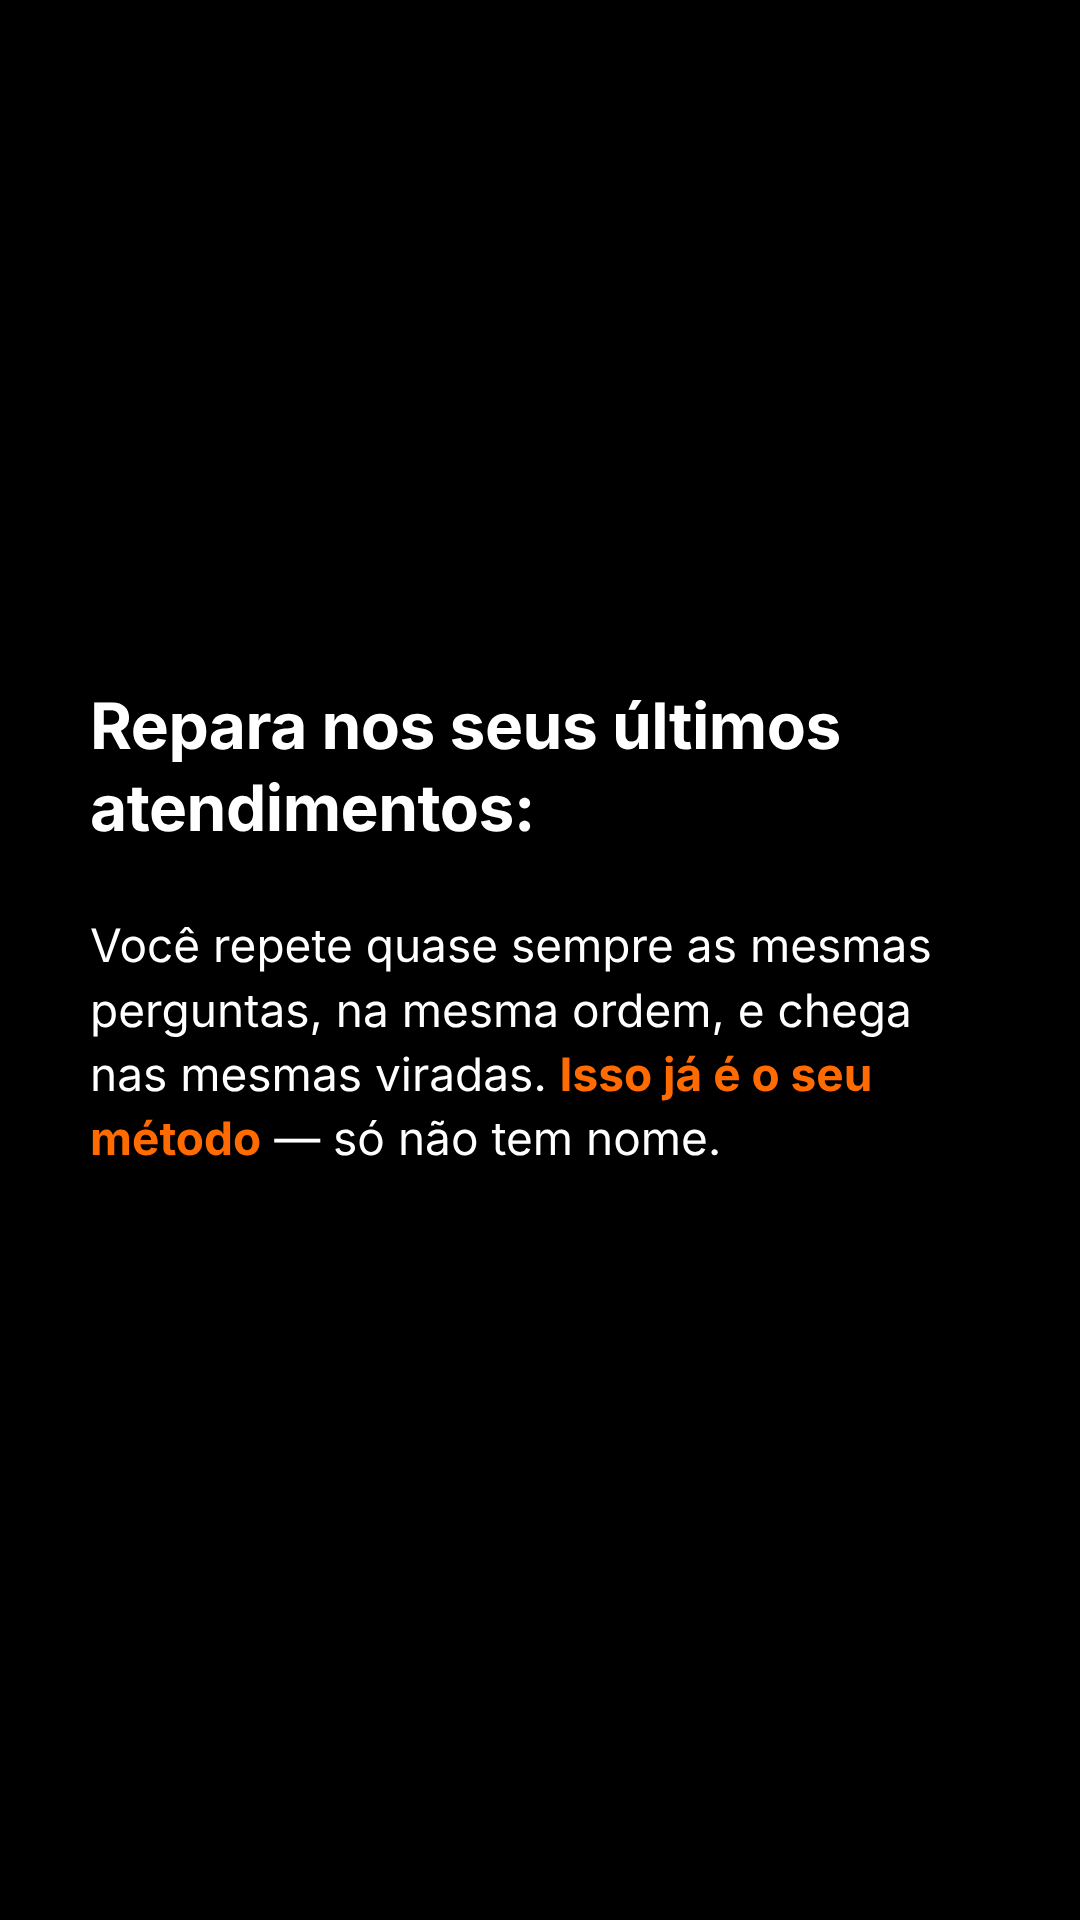 Repara nos seus últimos
atendimentos:
Você repete quase sempre as mesmas
perguntas, na mesma ordem, e chega
nas mesmas viradas. Isso já é o seu
método — só não tem nome.